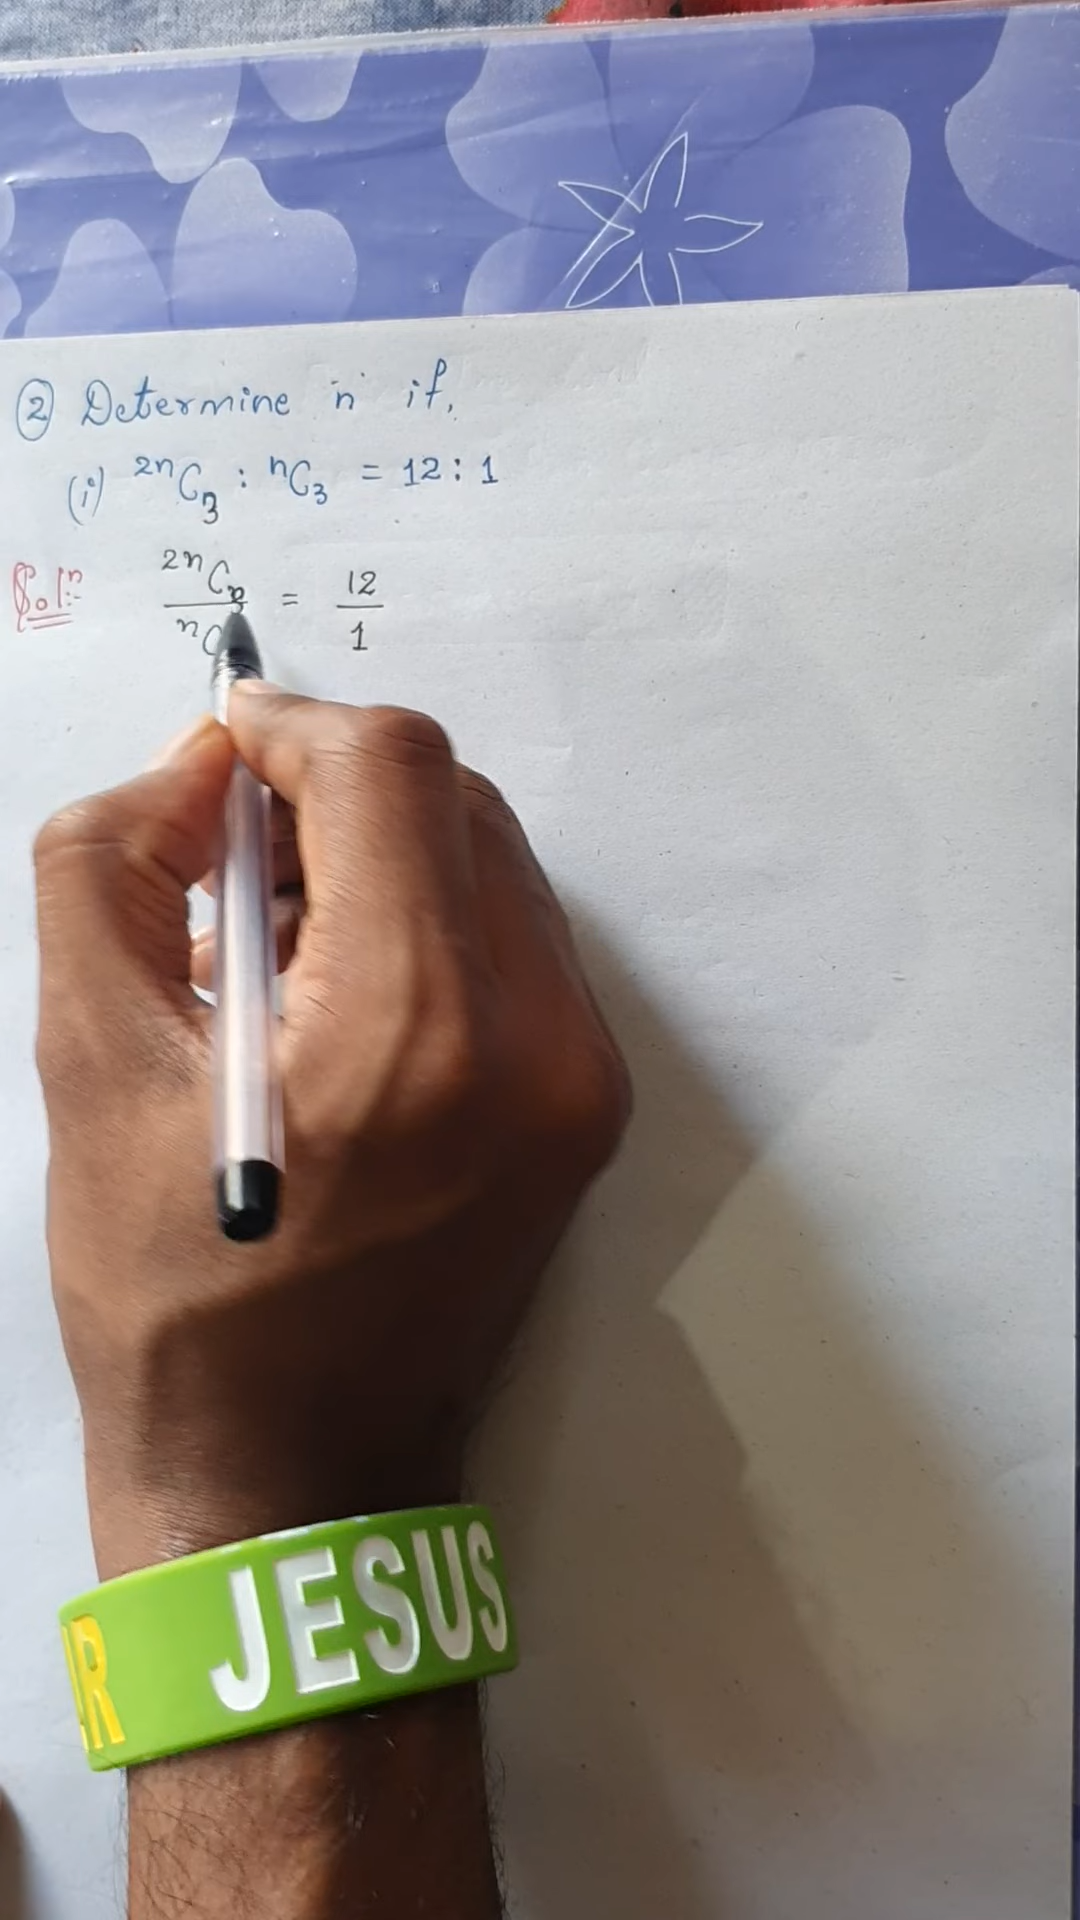 ② Determine 'n' if,
(i) ²ⁿC₃ : ⁿC₃ = 12 : 1
Solⁿ:- ²ⁿC₃ / ⁿC = 12 / 1
JESUS